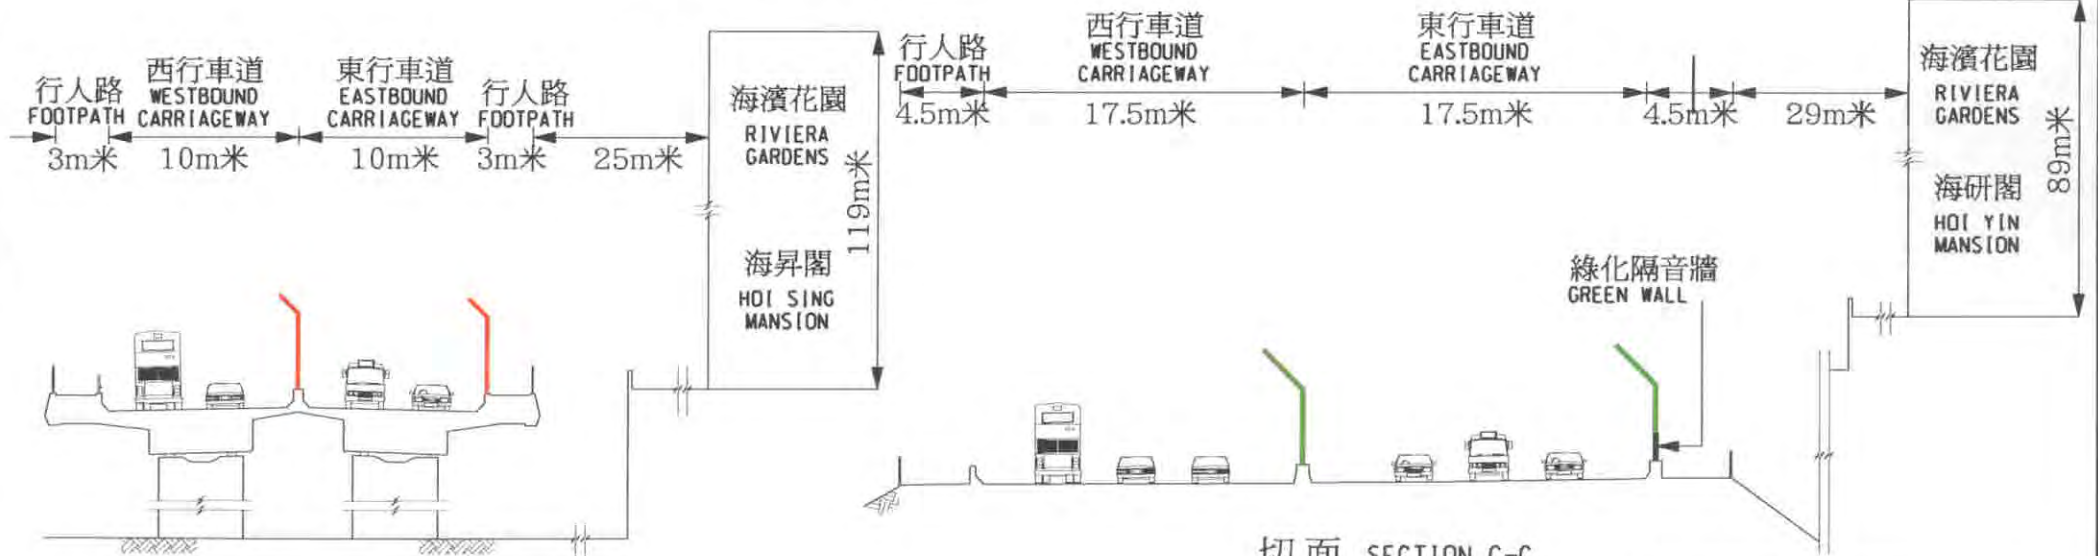 行人路
FOOTPATH
3m米
西行車道
WESTBOUND
CARRIAGEWAY
10m米
東行車道
EASTBOUND
CARRIAGEWAY
10m米
行人路
FOOTPATH
3m米
25m米
海濱花園
RIVIERA
GARDENS
海昇閣
HOI SING
MANSION
119m米
行人路
FOOTPATH
4.5m米
西行車道
WESTBOUND
CARRIAGEWAY
17.5m米
東行車道
EASTBOUND
CARRIAGEWAY
17.5m米
4.5m米
29m米
海濱花園
RIVIERA
GARDENS
海研閣
HOI YIN
MANSION
89m米
綠化隔音牆
GREEN WALL
切面 SECTION C-C